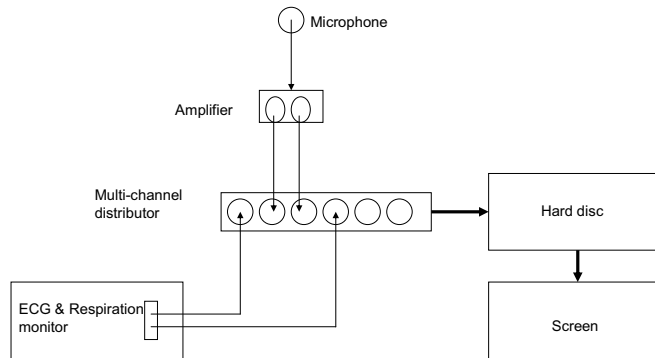 Microphone
Amplifier
Multi-channel
distributor
Hard disc
ECG & Respiration
monitor
Screen